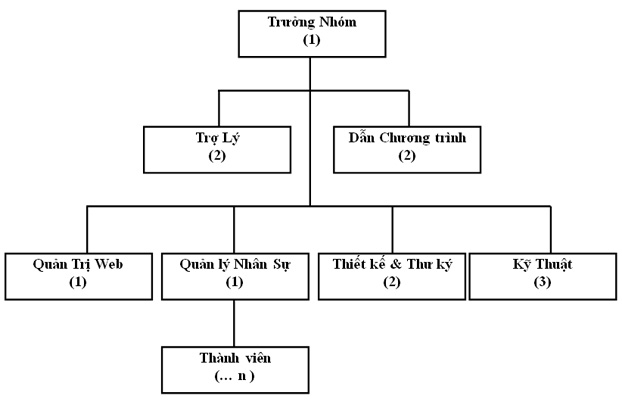 Trưởng Nhóm
(1)
Trợ Lý
(2)
Dẫn Chương trình
(2)
Quản Trị Web
(1)
Quản lý Nhân Sự
(1)
Thiết kế & Thư ký
(2)
Kỹ Thuật
(3)
Thành viên
(... n )